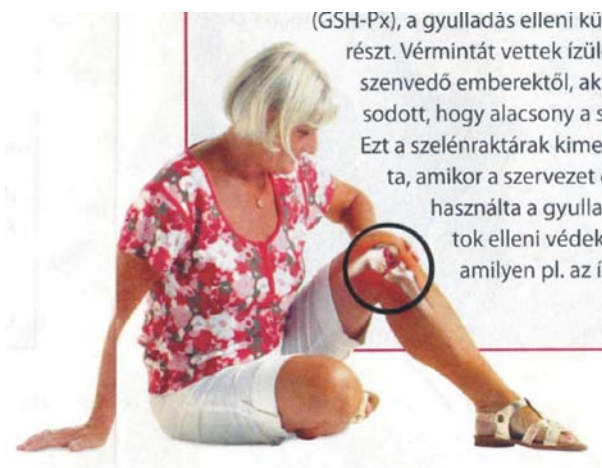 (GSH-Px), a gyulladás elleni kü
részt. Vérmintát vettek ízül
szenvedő emberektől, ak
sodott, hogy alacsony a s
Ezt a szelénraktárak kime
ta, amikor a szervezet
használta a gyulla
tok elleni védek
amilyen pl. az í